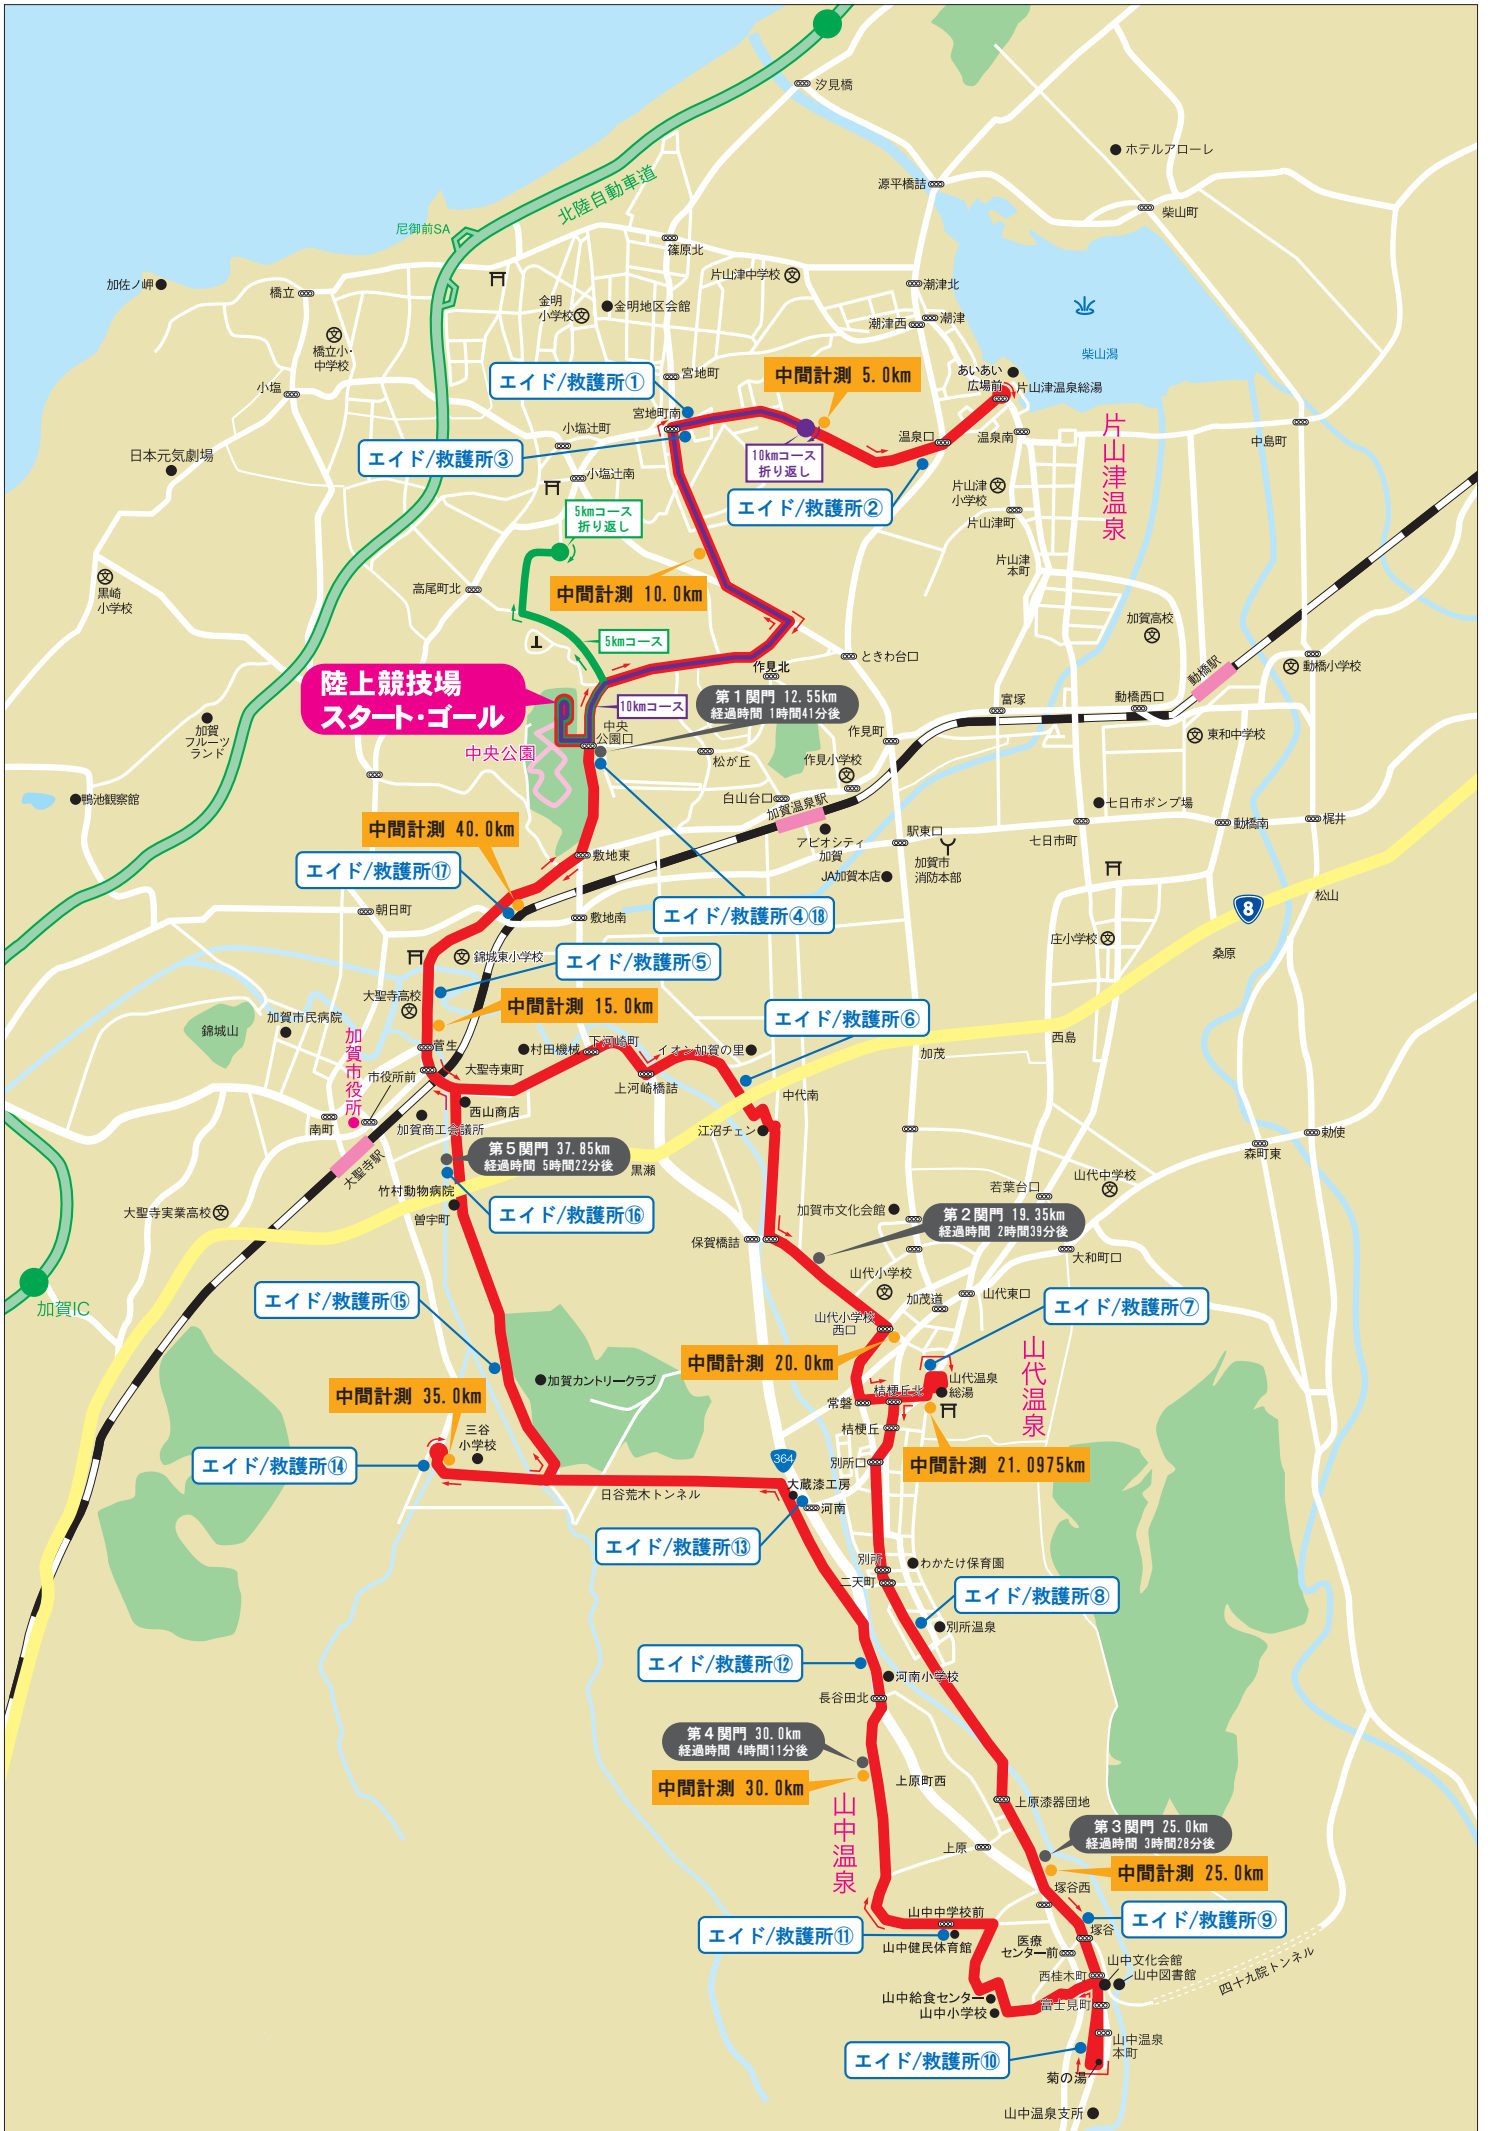 汐見橋
ホテルアローレ
源平橋詰
柴山町
北陸自動車道
尼御前SA
篠原北
片山津中学校
加佐ノ岬
橋立
金明
小学校
金明地区会館
潮津北
潮津西
潮津
橋立小・
中学校
柴山潟
小塩
エイド/救護所①
宮地町
中間計測 5.0km
あいあい
広場前
片山津温泉総湯
宮地町南
小塩辻町
温泉口
温泉南
中島町
片山津温泉
日本元気劇場
エイド/救護所③
10kmコース
折り返し
小塩辻南
片山津
小学校
エイド/救護所②
片山津町
5kmコース
折り返し
片山津
本町
黒崎
小学校
高尾町北
中間計測 10.0km
加賀高校
5kmコース
ときわ台口
動橋駅
動橋小学校
作見北
陸上競技場
スタート・ゴール
第1関門 12.55km
経過時間 1時間41分後
10kmコース
富塚
動橋西口
中央
公園口
作見町
東和中学校
加賀
フルーツ
ランド
中央公園
松が丘
作見小学校
鴨池観察館
白山台口
加賀温泉駅
七日市ポンプ場
中間計測 40.0km
アビオシティ
加賀
駅東口
七日市町
動橋南
梶井
敷地東
エイド/救護所⑰
加賀市
消防本部
JA加賀本店
松山
朝日町
敷地南
エイド/救護所④⑱
8
庄小学校
桑原
錦城東小学校
エイド/救護所⑤
大聖寺高校
中間計測 15.0km
エイド/救護所⑥
錦城山
加賀市民病院
加賀市役所
菅生
村田機械
下河崎町
イオン加賀の里
加茂
西島
市役所前
大聖寺東町
上河崎橋詰
中代南
西山商店
南町
加賀商工会議所
江沼チェン
勅使
第5関門 37.85km
経過時間 5時間22分後
大聖寺駅
黒瀬
森町東
山代中学校
竹村動物病院
若葉台口
大聖寺実業高校
曽宇町
エイド/救護所⑯
加賀市文化会館
第2関門 19.35km
経過時間 2時間39分後
保賀橋詰
大和町口
山代小学校
エイド/救護所⑮
加茂道
山代東口
エイド/救護所⑦
加賀IC
山代小学校
西口
山代温泉
中間計測 20.0km
加賀カントリークラブ
山代温泉
総湯
桔梗丘北
中間計測 35.0km
常磐
三谷
小学校
桔梗丘
エイド/救護所⑭
364
別所口
中間計測 21.0975km
日谷荒木トンネル
大蔵漆工房
河南
エイド/救護所⑬
別所
わかたけ保育園
二天町
エイド/救護所⑧
別所温泉
エイド/救護所⑫
河南小学校
長谷田北
第4関門 30.0km
経過時間 4時間11分後
中間計測 30.0km
上原町西
山中温泉
上原漆器団地
第3関門 25.0km
経過時間 3時間28分後
上原
中間計測 25.0km
塚谷西
山中中学校前
エイド/救護所⑨
エイド/救護所⑪
塚谷
山中健民体育館
医療
センター前
山中文化会館
西桂木町
山中図書館
四十九院トンネル
山中給食センター
山中小学校
富士見町
エイド/救護所⑩
山中温泉
本町
菊の湯
山中温泉支所